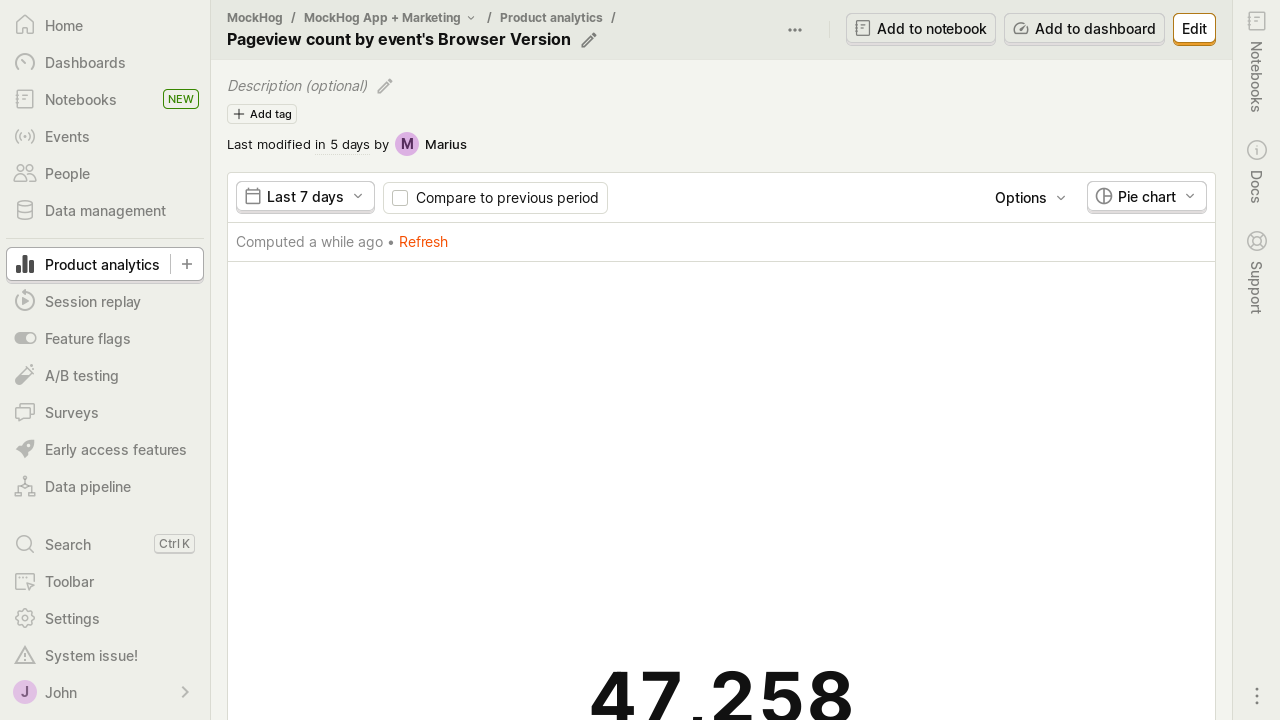 Home
Dashboards
Notebooks NEW
Events
People
Data management
Product analytics
Session replay
Feature flags
A/B testing
Surveys
Early access features
Data pipeline
Search Ctrl K
Toolbar
Settings
System issue!
J John
MockHog / MockHog App + Marketing / Product analytics /
Pageview count by event's Browser Version
Add to notebook
Add to dashboard
Edit
Description (optional)
Add tag
Last modified in 5 days by M Marius
Last 7 days
Compare to previous period
Options
Pie chart
Computed a while ago • Refresh
47,258
Notebooks
Docs
Support